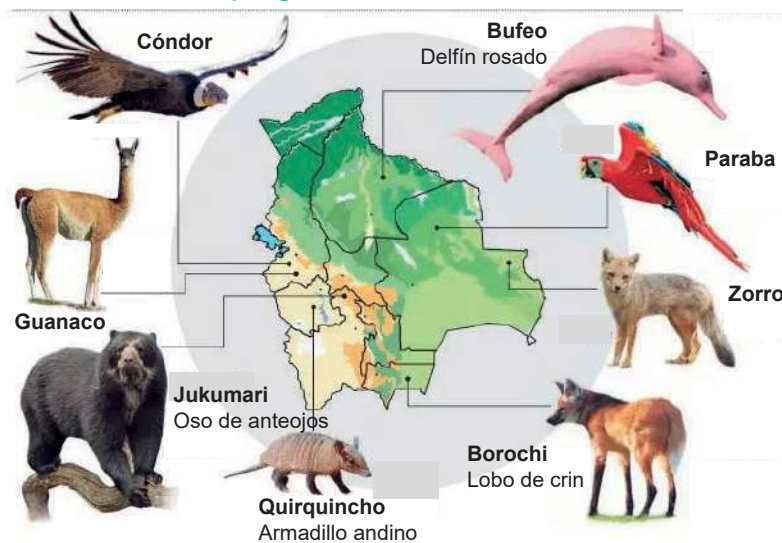 Cóndor
Bufeo
Delfín rosado
Paraba
Zorro
Guanaco
Jukumari
Oso de anteojos
Borochi
Lobo de crin
Quirquincho
Armadillo andino